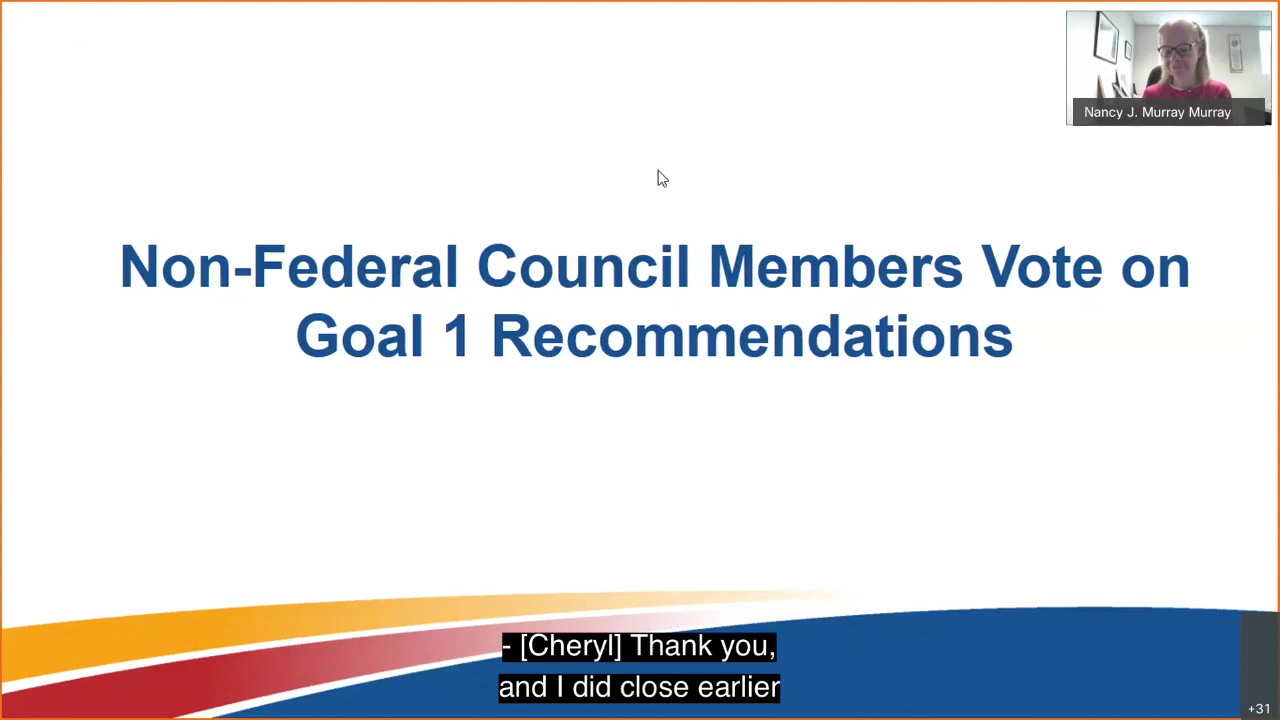 Nancy J. Murray Murray
Non-Federal Council Members Vote on
Goal 1 Recommendations
- [Cheryl] Thank you,
and I did close earlier
+31